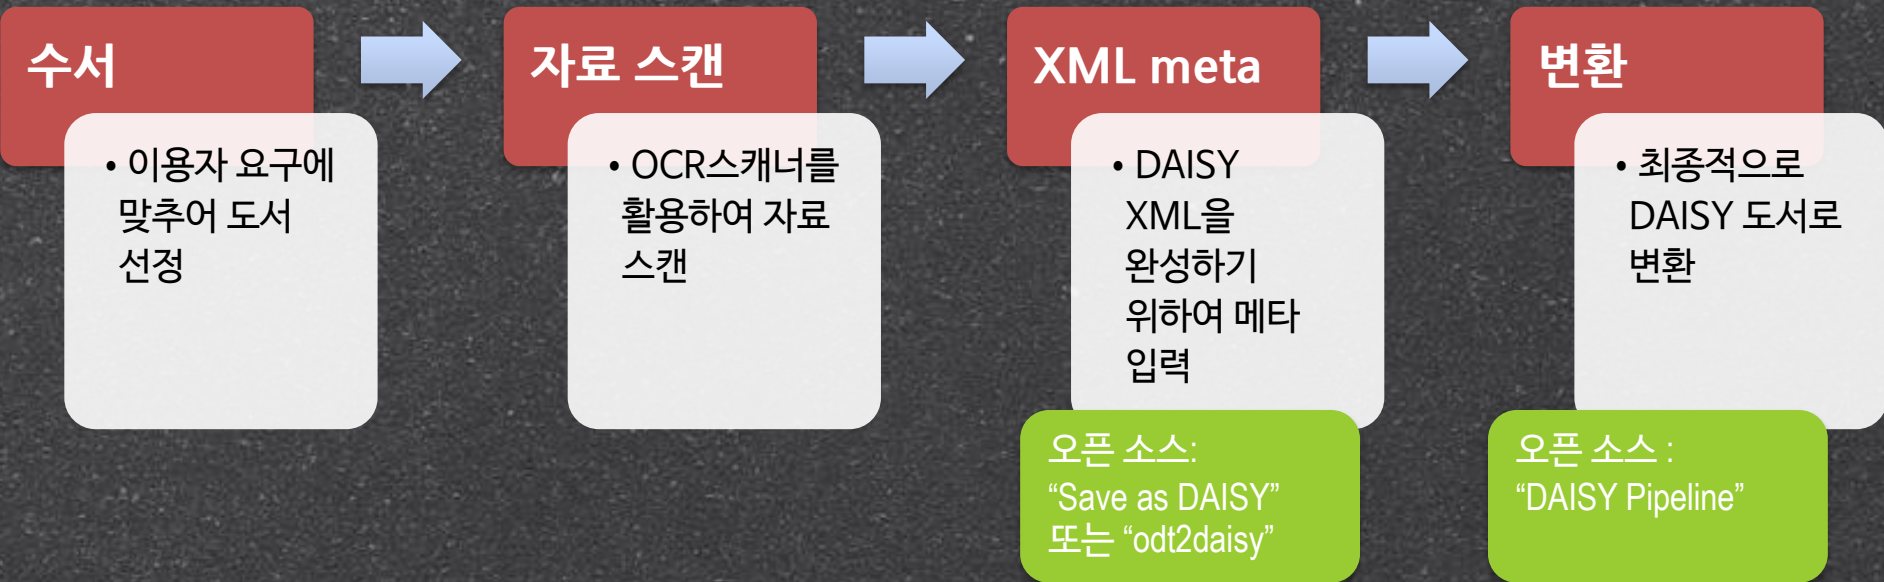 수서
• 이용자 요구에
맞추어 도서
선정
자료 스캔
• OCR스캐너를
활용하여 자료
스캔
XML meta
• DAISY
XML을
완성하기
위하여 메타
입력
오픈 소스:
“Save as DAISY”
또는 “odt2daisy”
변환
• 최종적으로
DAISY 도서로
변환
오픈 소스 :
“DAISY Pipeline”